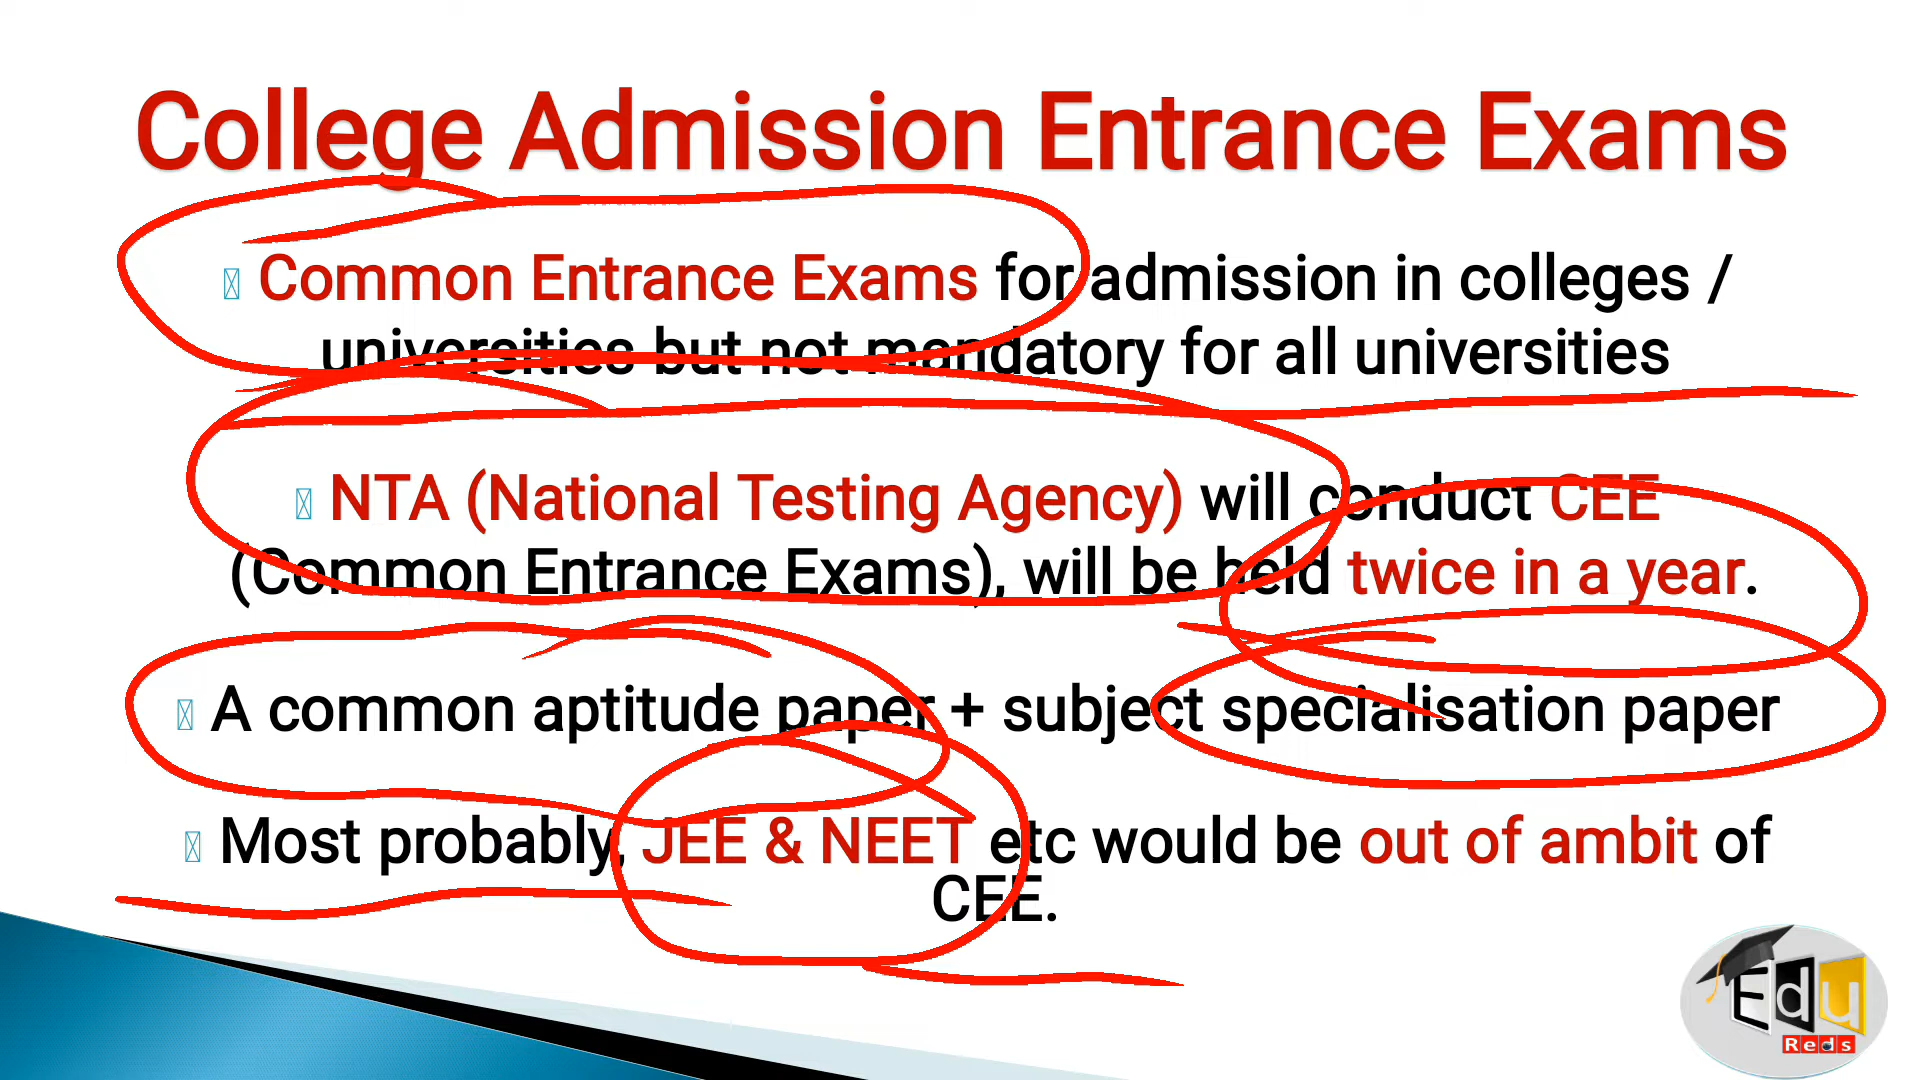 College Admission Entrance Exams
Common Entrance Exams for admission in colleges /
universities but not mandatory for all universities
NTA (National Testing Agency) will conduct CEE
(Common Entrance Exams), will be held twice in a year.
A common aptitude paper + subject specialisation paper
Most probably, JEE & NEET etc would be out of ambit of
CEE.
Edu
Reds